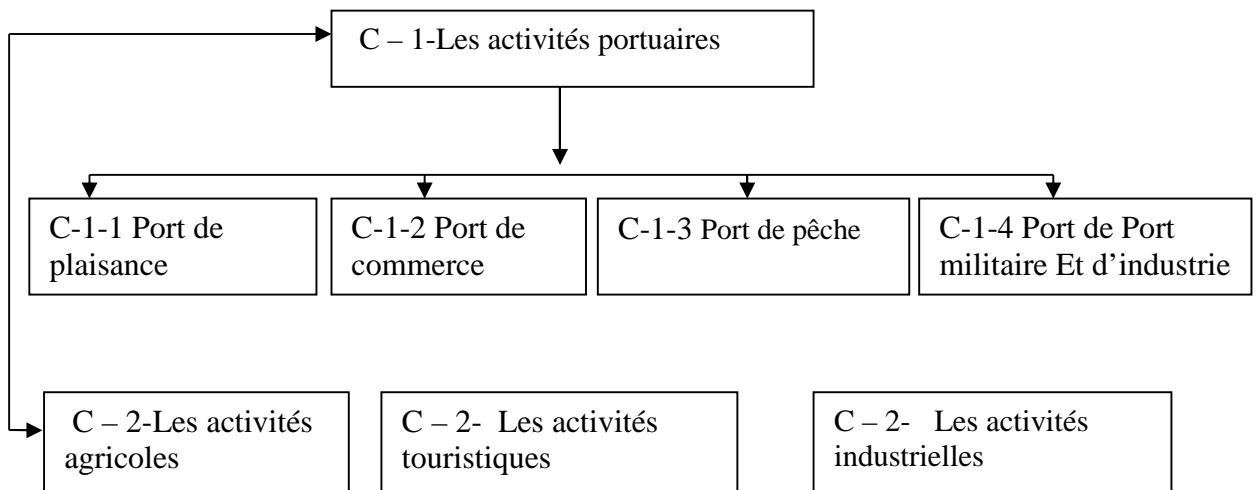 C – 1-Les activités portuaires
C-1-1 Port de
plaisance
C-1-2 Port de
commerce
C-1-3 Port de pêche
C-1-4 Port de Port
militaire Et d’industrie
C – 2-Les activités
agricoles
C – 2- Les activités
touristiques
C – 2- Les activités
industrielles